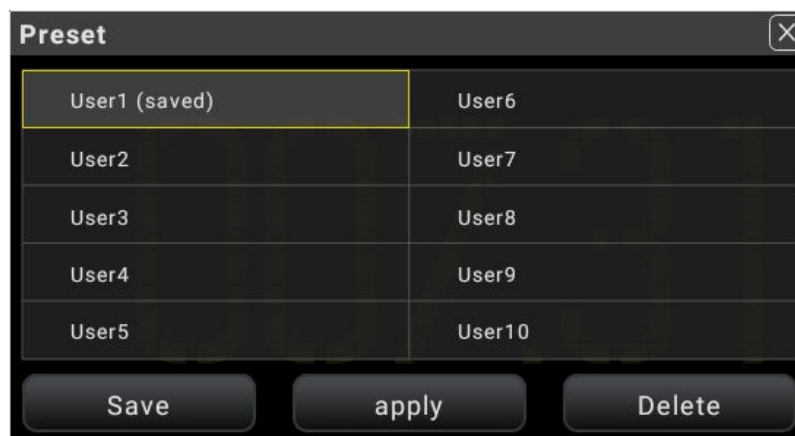 Preset
User1 (saved)
User6
User2
User7
User3
User8
User4
User9
User5
User10
Save
apply
Delete